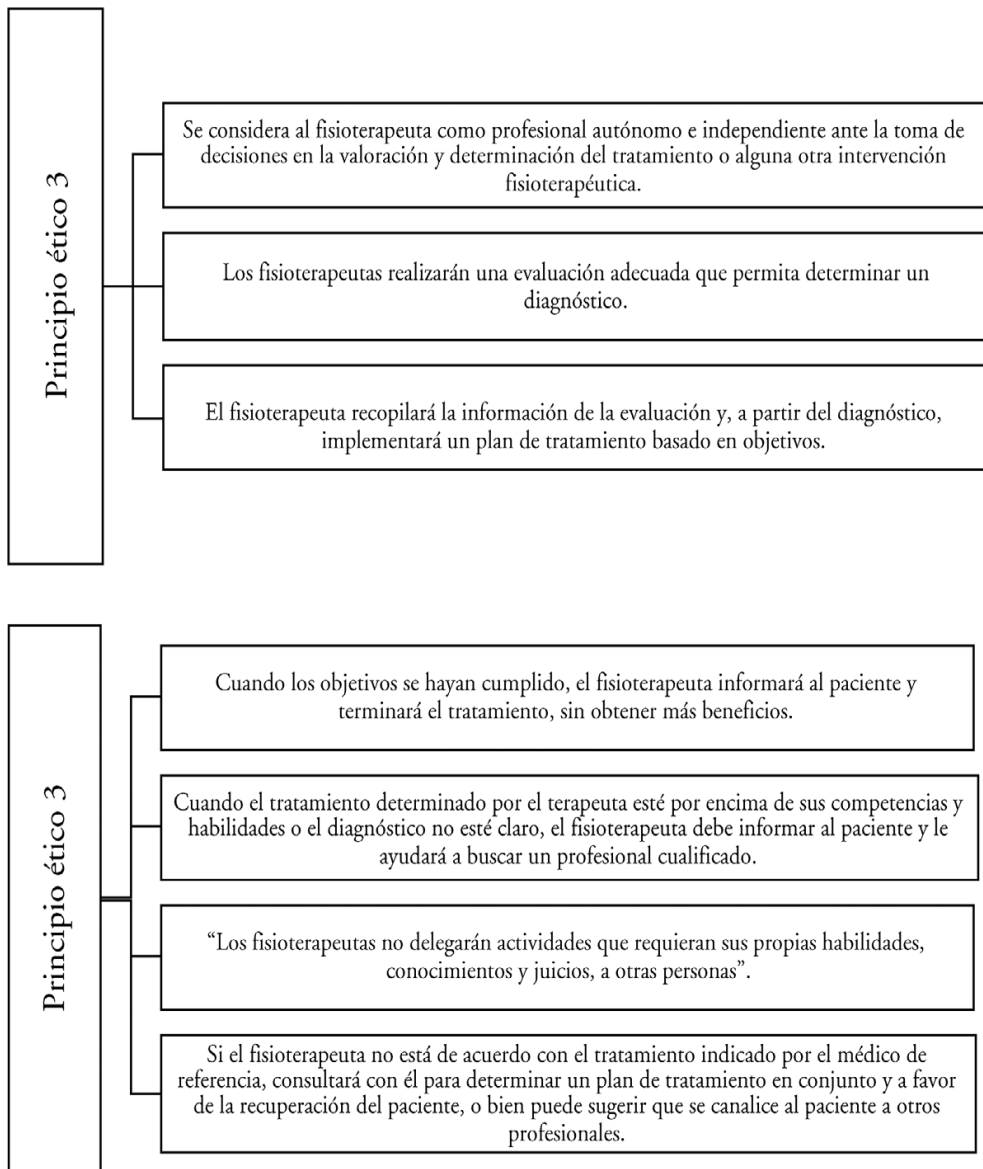 Principio ético 3
Se considera al fisioterapeuta como profesional autónomo e independiente ante la toma de
decisiones en la valoración y determinación del tratamiento o alguna otra intervención
fisioterapéutica.
Los fisioterapeutas realizarán una evaluación adecuada que permita determinar un
diagnóstico.
El fisioterapeuta recopilará la información de la evaluación y, a partir del diagnóstico,
implementará un plan de tratamiento basado en objetivos.
Principio ético 3
Cuando los objetivos se hayan cumplido, el fisioterapeuta informará al paciente y
terminará el tratamiento, sin obtener más beneficios.
Cuando el tratamiento determinado por el terapeuta esté por encima de sus competencias y
habilidades o el diagnóstico no esté claro, el fisioterapeuta debe informar al paciente y le
ayudará a buscar un profesional cualificado.
“Los fisioterapeutas no delegarán actividades que requieran sus propias habilidades,
conocimientos y juicios, a otras personas”.
Si el fisioterapeuta no está de acuerdo con el tratamiento indicado por el médico de
referencia, consultará con él para determinar un plan de tratamiento en conjunto y a favor
de la recuperación del paciente, o bien puede sugerir que se canalice al paciente a otros
profesionales.